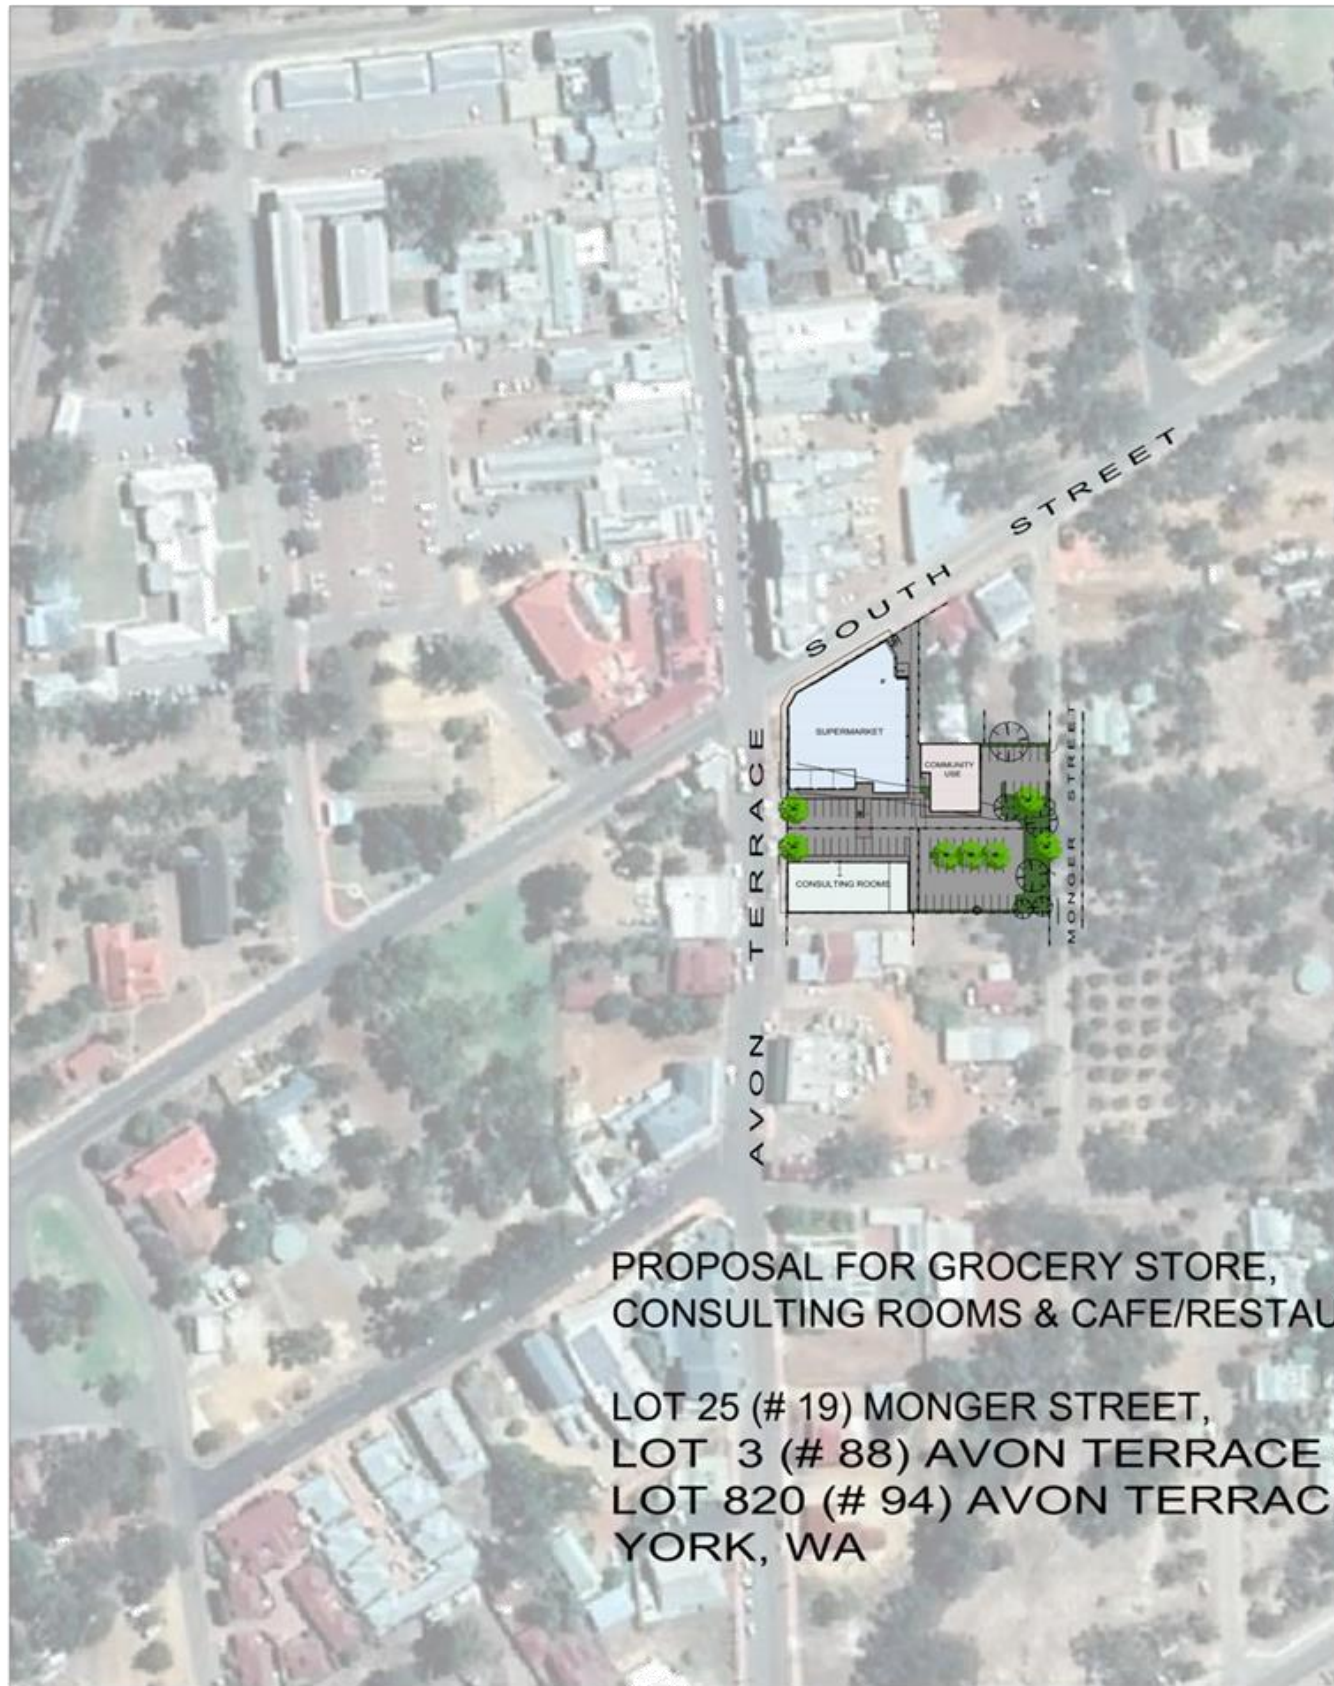 SOUTH STREET
SUPERMARKET
COMMUNITY
USE
CONSULTING ROOMS
AVON TERRACE
MONGER STREET
PROPOSAL FOR GROCERY STORE,
CONSULTING ROOMS & CAFE/RESTAU
LOT 25 (# 19) MONGER STREET,
LOT 3 (# 88) AVON TERRACE
LOT 820 (# 94) AVON TERRAC
YORK, WA